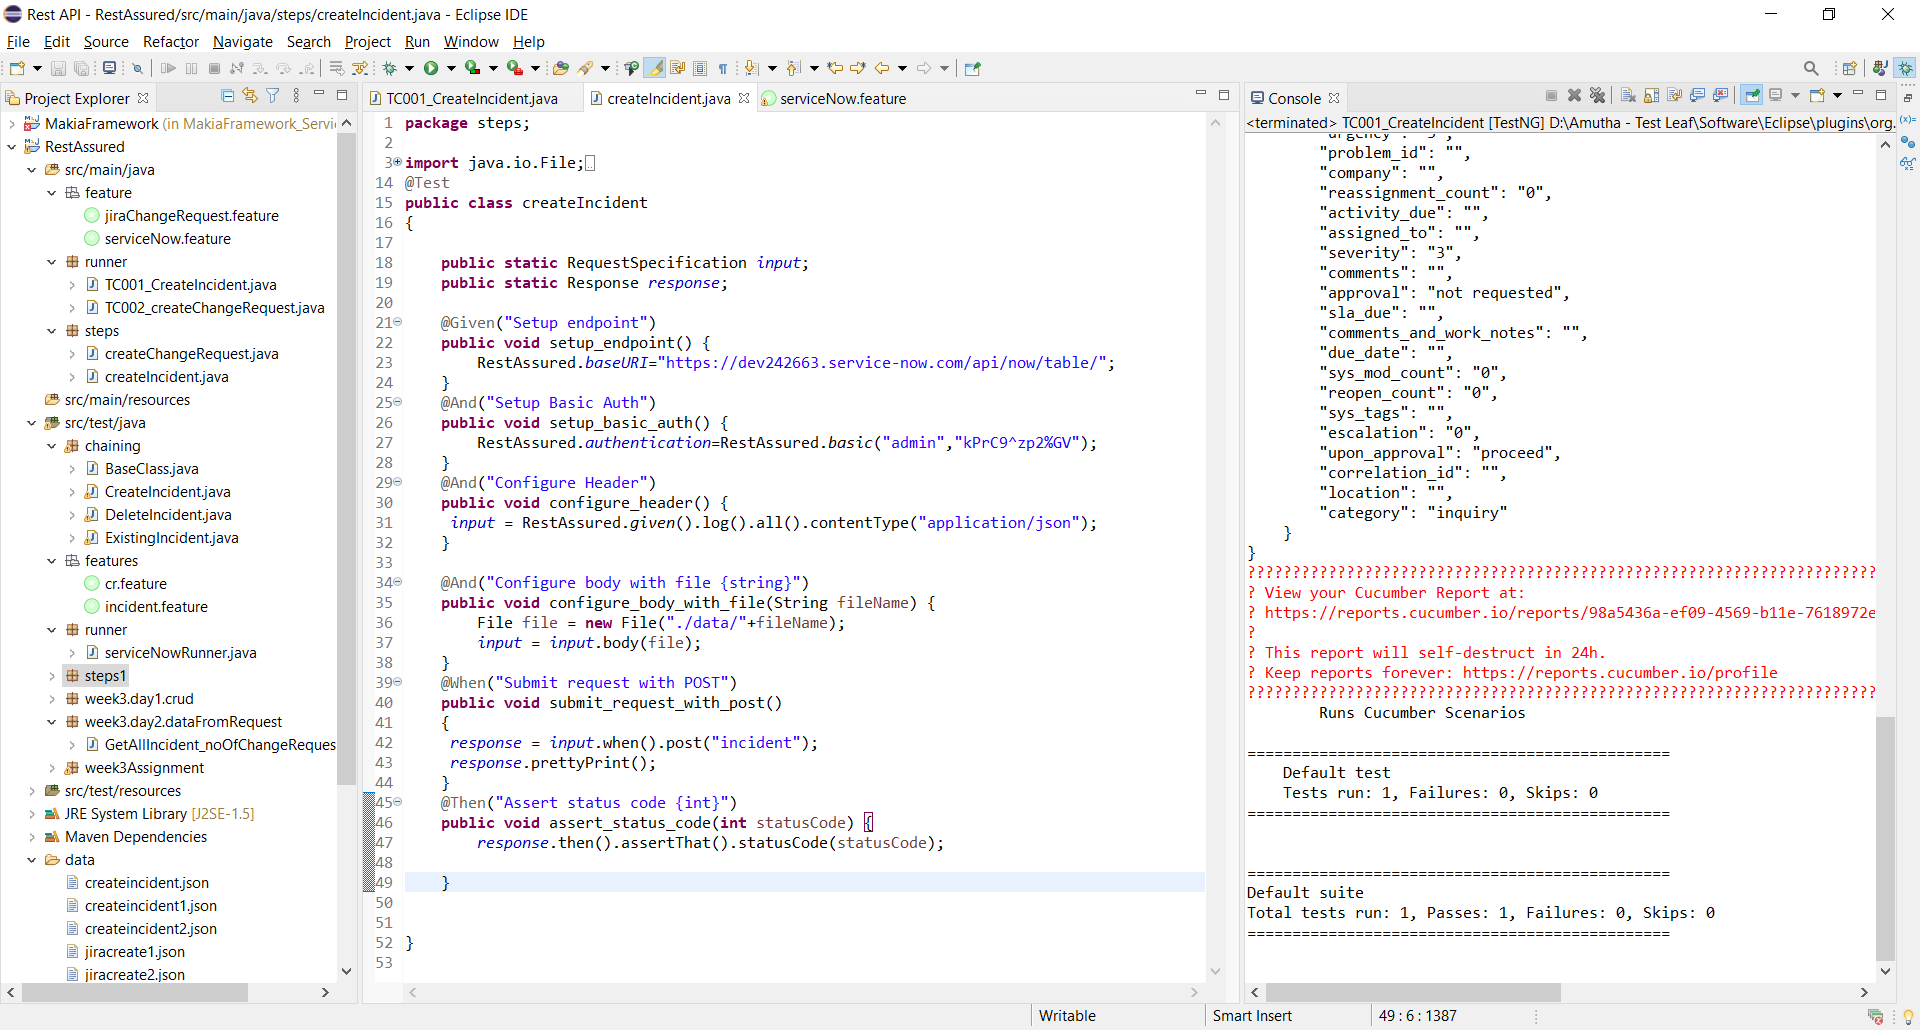 Rest API - RestAssured/src/main/java/steps/createIncident.java - Eclipse IDE
File Edit Source Refactor Navigate Search Project Run Window Help
Project Explorer
MakiaFramework (in MakiaFramework_Servi
RestAssured
src/main/java
feature
jiraChangeRequest.feature
serviceNow.feature
runner
TC001_CreateIncident.java
TC002_createChangeRequest.java
steps
createChangeRequest.java
createIncident.java
src/main/resources
src/test/java
chaining
BaseClass.java
CreateIncident.java
DeleteIncident.java
ExistingIncident.java
features
cr.feature
incident.feature
runner
serviceNowRunner.java
steps1
week3.day1.crud
week3.day2.dataFromRequest
GetAllIncident_noOfChangeReques
week3Assignment
src/test/resources
JRE System Library [J2SE-1.5]
Maven Dependencies
data
createincident.json
createincident1.json
createincident2.json
jiracreate1.json
jiracreate2.json
TC001_CreateIncident.java createIncident.java serviceNow.feature
1 package steps;
2
3 import java.io.File;
14 @Test
15 public class createIncident
16 {
17
18 public static RequestSpecification input;
19 public static Response response;
20
21 @Given("Setup endpoint")
22 public void setup_endpoint() {
23 RestAssured.baseURI="https://dev242663.service-now.com/api/now/table/";
24 }
25 @And("Setup Basic Auth")
26 public void setup_basic_auth() {
27 RestAssured.authentication=RestAssured.basic("admin","kPrC9^zp2%GV");
28 }
29 @And("Configure Header")
30 public void configure_header() {
31 input = RestAssured.given().log().all().contentType("application/json");
32 }
33
34 @And("Configure body with file {string}")
35 public void configure_body_with_file(String fileName) {
36 File file = new File("./data/"+fileName);
37 input = input.body(file);
38 }
39 @When("Submit request with POST")
40 public void submit_request_with_post()
41 {
42 response = input.when().post("incident");
43 response.prettyPrint();
44 }
45 @Then("Assert status code {int}")
46 public void assert_status_code(int statusCode) {
47 response.then().assertThat().statusCode(statusCode);
48
49 }
50
51
52 }
53
Console
<terminated> TC001_CreateIncident [TestNG] D:\Amutha - Test Leaf\Software\Eclipse\plugins\org.
"urgency": "3",
"problem_id": "",
"company": "",
"reassignment_count": "0",
"activity_due": "",
"assigned_to": "",
"severity": "3",
"comments": "",
"approval": "not requested",
"sla_due": "",
"comments_and_work_notes": "",
"due_date": "",
"sys_mod_count": "0",
"reopen_count": "0",
"sys_tags": "",
"escalation": "0",
"upon_approval": "proceed",
"correlation_id": "",
"location": "",
"category": "inquiry"
}
}
??????????????????????????????????????????????????????????????????????
? View your Cucumber Report at:
? https://reports.cucumber.io/reports/98a5436a-ef09-4569-b11e-7618972e
?
? This report will self-destruct in 24h.
? Keep reports forever: https://reports.cucumber.io/profile
??????????????????????????????????????????????????????????????????????
Runs Cucumber Scenarios
===============================================
Default test
Tests run: 1, Failures: 0, Skips: 0
===============================================
===============================================
Default suite
Total tests run: 1, Passes: 1, Failures: 0, Skips: 0
===============================================
Writable Smart Insert 49 : 6 : 1387